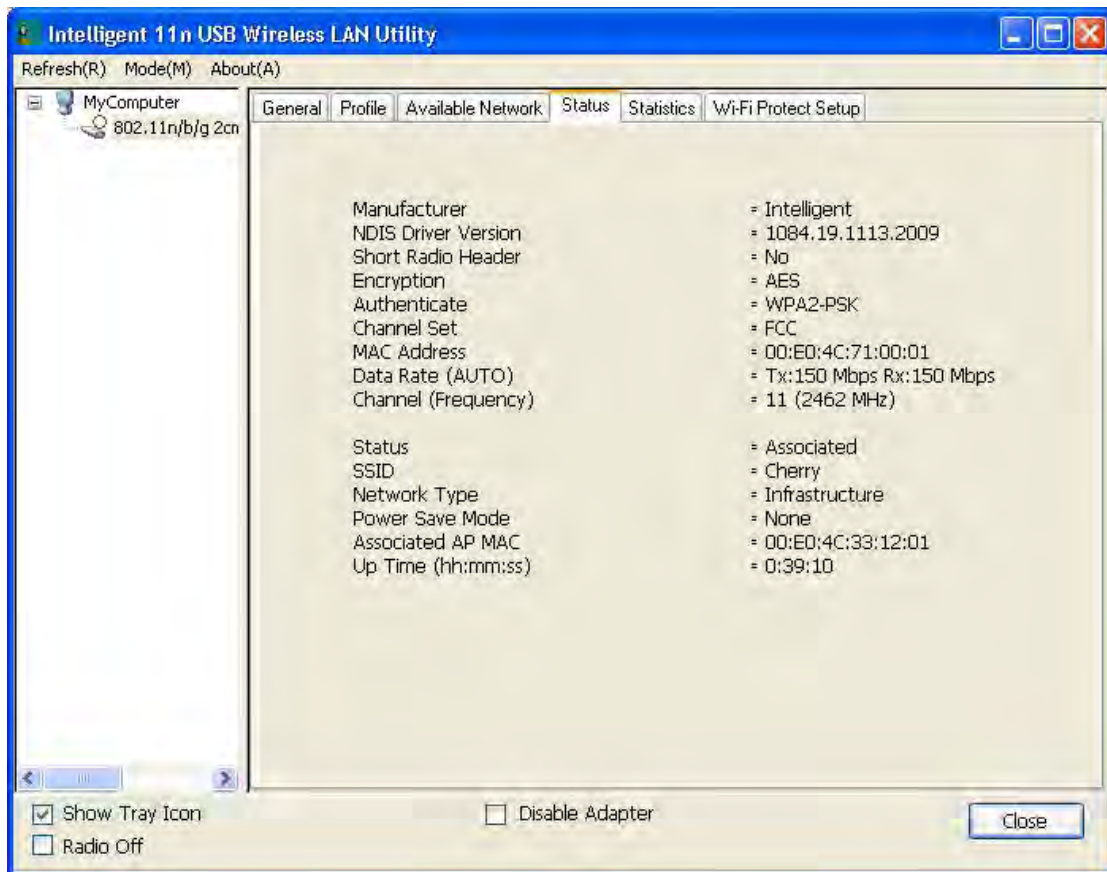 Intelligent 11n USB Wireless LAN Utility
Refresh(R) Mode(M) About(A)
MyComputer
802.11n/b/g 2cn
General Profile Available Network Status Statistics Wi-Fi Protect Setup
Manufacturer = Intelligent
NDIS Driver Version = 1084.19.1113.2009
Short Radio Header = No
Encryption = AES
Authenticate = WPA2-PSK
Channel Set = FCC
MAC Address = 00:E0:4C:71:00:01
Data Rate (AUTO) = Tx:150 Mbps Rx:150 Mbps
Channel (Frequency) = 11 (2462 MHz)
Status = Associated
SSID = Cherry
Network Type = Infrastructure
Power Save Mode = None
Associated AP MAC = 00:E0:4C:33:12:01
Up Time (hh:mm:ss) = 0:39:10
Show Tray Icon
Disable Adapter
Close
Radio Off